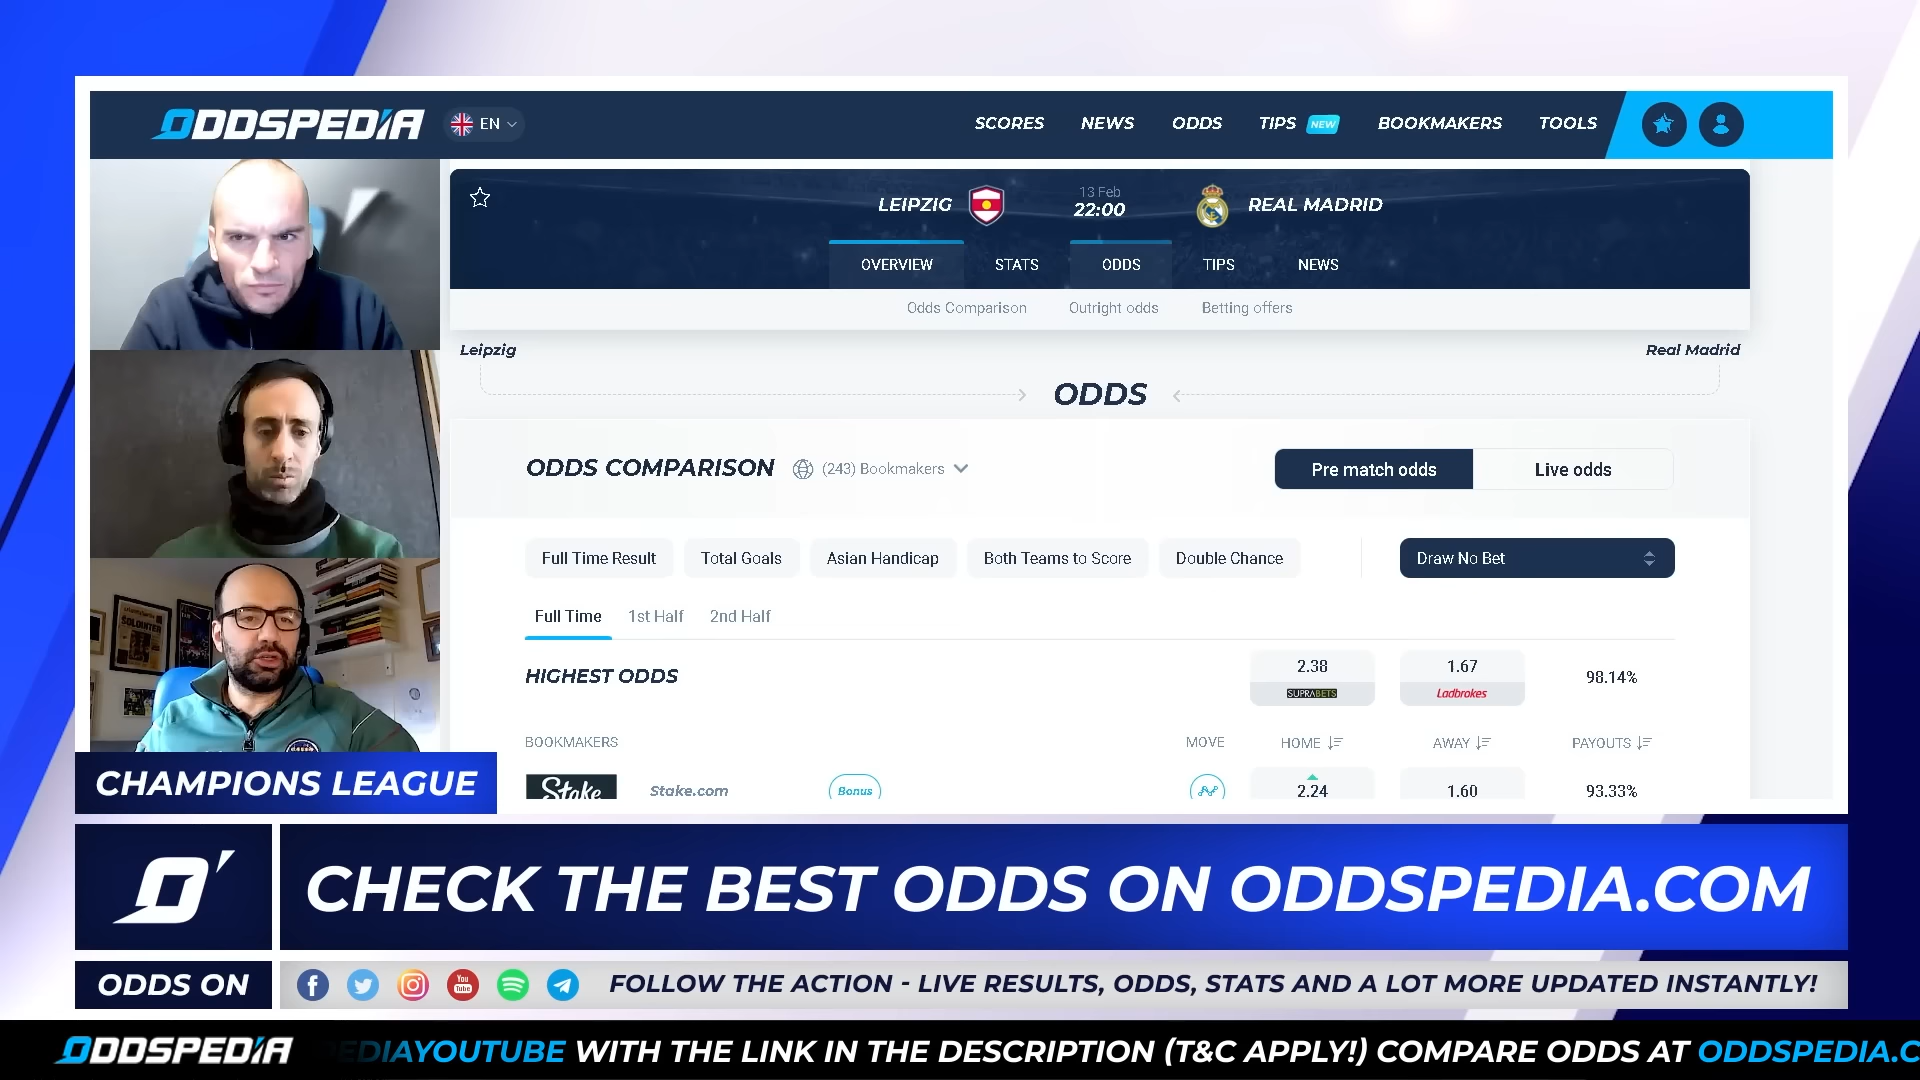 ODDSPEDIA
EN
SCORES NEWS ODDS TIPS NEW BOOKMAKERS TOOLS
LEIPZIG
13 Feb
22:00
REAL MADRID
OVERVIEW STATS ODDS TIPS NEWS
Odds Comparison Outright odds Betting offers
Leipzig
Real Madrid
ODDS
ODDS COMPARISON (243) Bookmakers
Pre match odds Live odds
Full Time Result Total Goals Asian Handicap Both Teams to Score Double Chance Draw No Bet
Full Time 1st Half 2nd Half
HIGHEST ODDS
2.38
SUPRABETS
1.67
Ladbrokes
98.14%
BOOKMAKERS MOVE HOME AWAY PAYOUTS
Stake Stake.com Bonus 2.24 1.60 93.33%
CHAMPIONS LEAGUE
CHECK THE BEST ODDS ON ODDSPEDIA.COM
ODDS ON
You Tube
FOLLOW THE ACTION - LIVE RESULTS, ODDS, STATS AND A LOT MORE UPDATED INSTANTLY!
ODDSPEDIA
PEDIAYOUTUBE WITH THE LINK IN THE DESCRIPTION (T&C APPLY!) COMPARE ODDS AT ODDSPEDIA.C